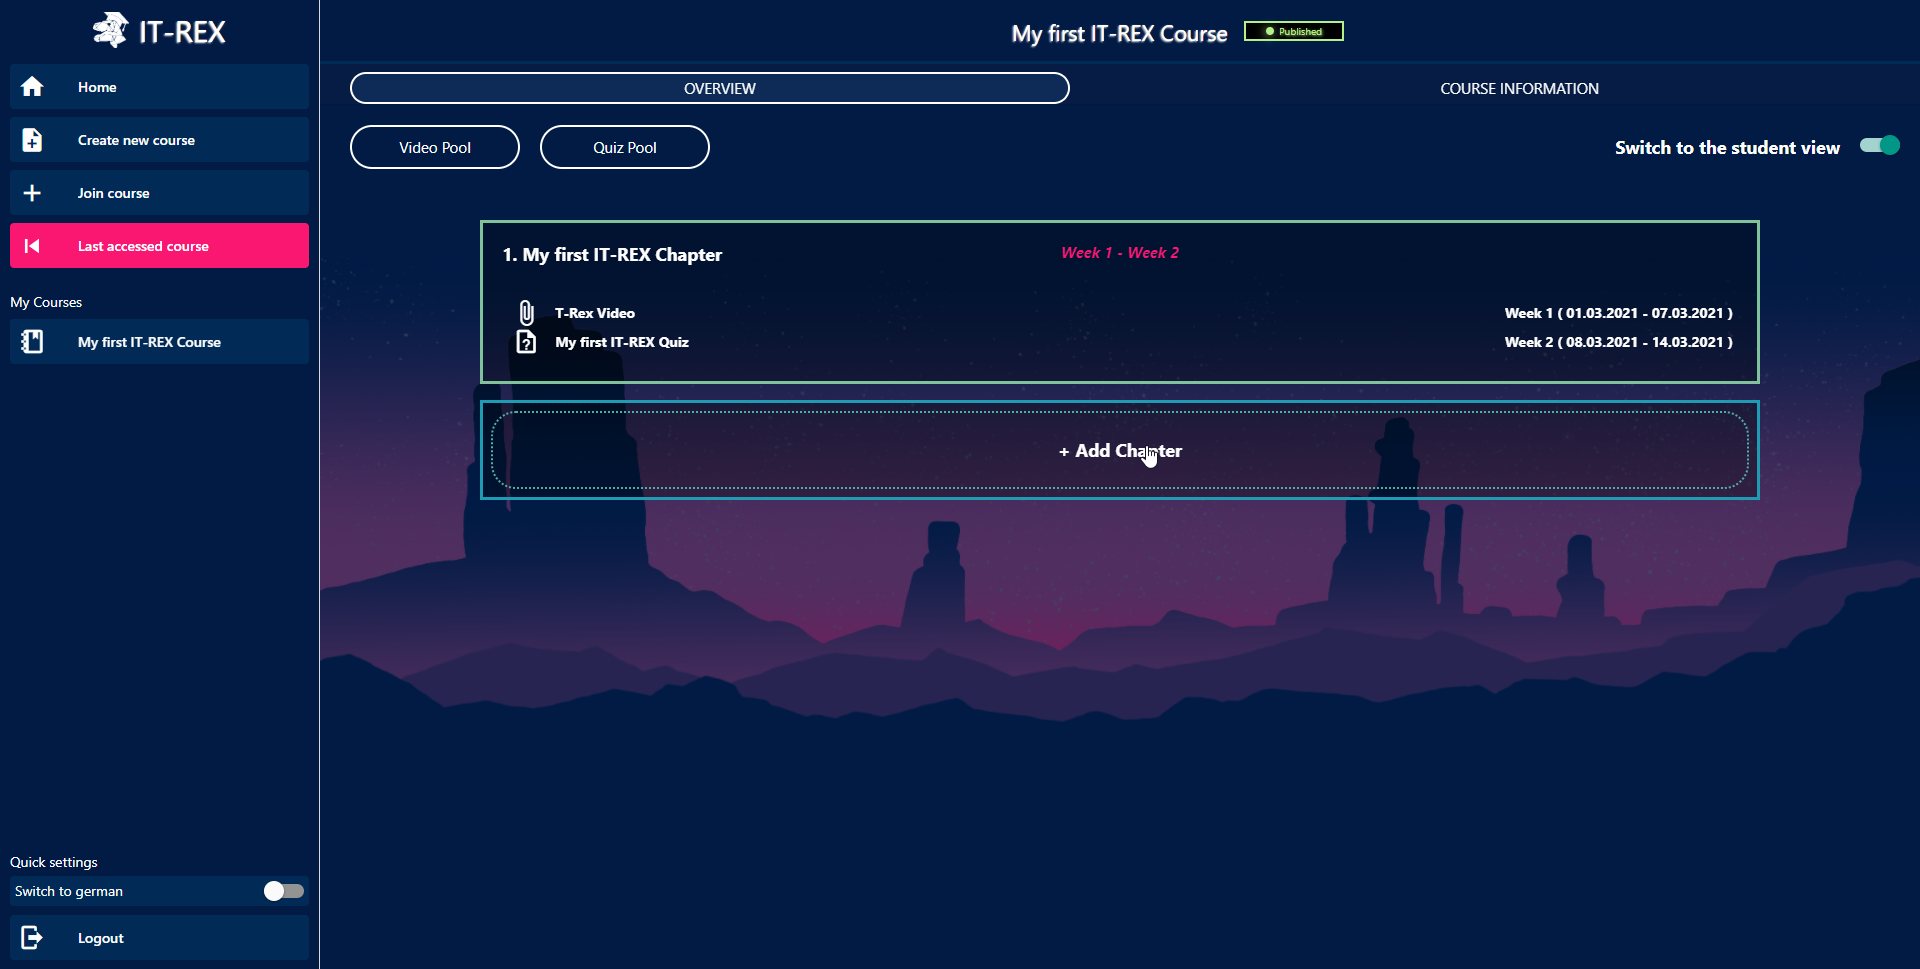 IT-REX
Home
Create new course
Join course
Last accessed course
My Courses
My first IT-REX Course
Quick settings
Switch to german
Logout
My first IT-REX Course
Published
OVERVIEW
COURSE INFORMATION
Video Pool
Quiz Pool
Switch to the student view
1. My first IT-REX Chapter
Week 1 - Week 2
T-Rex Video
Week 1 ( 01.03.2021 - 07.03.2021 )
My first IT-REX Quiz
Week 2 ( 08.03.2021 - 14.03.2021 )
+ Add Chapter